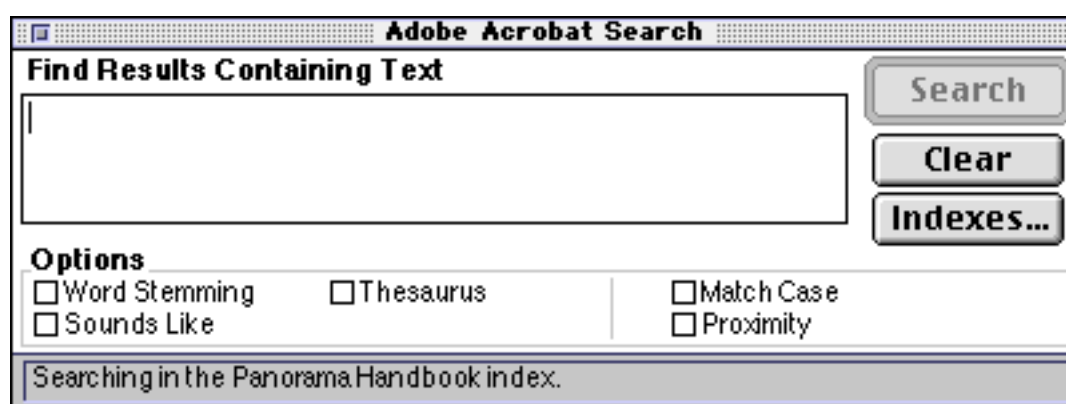 Adobe Acrobat Search
Find Results Containing Text
Search
Clear
Indexes...
Options
Word Stemming Thesaurus Match Case
Sounds Like Proximity
Searching in the Panorama Handbook index.